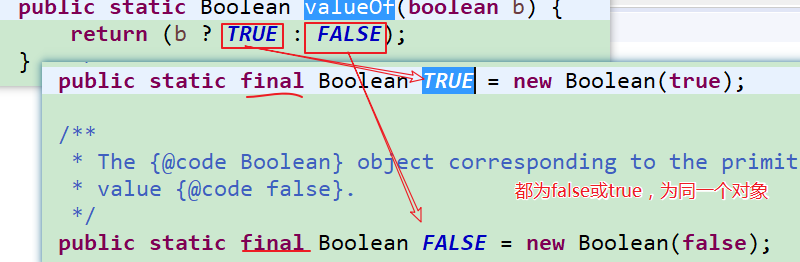 public static Boolean valueOf(boolean b) {
return (b ? TRUE : FALSE);
}
public static final Boolean TRUE = new Boolean(true);
/**
* The {@code Boolean} object corresponding to the primit
* value {@code false}.
都为false或true，为同一个对象
*/
public static final Boolean FALSE = new Boolean(false);